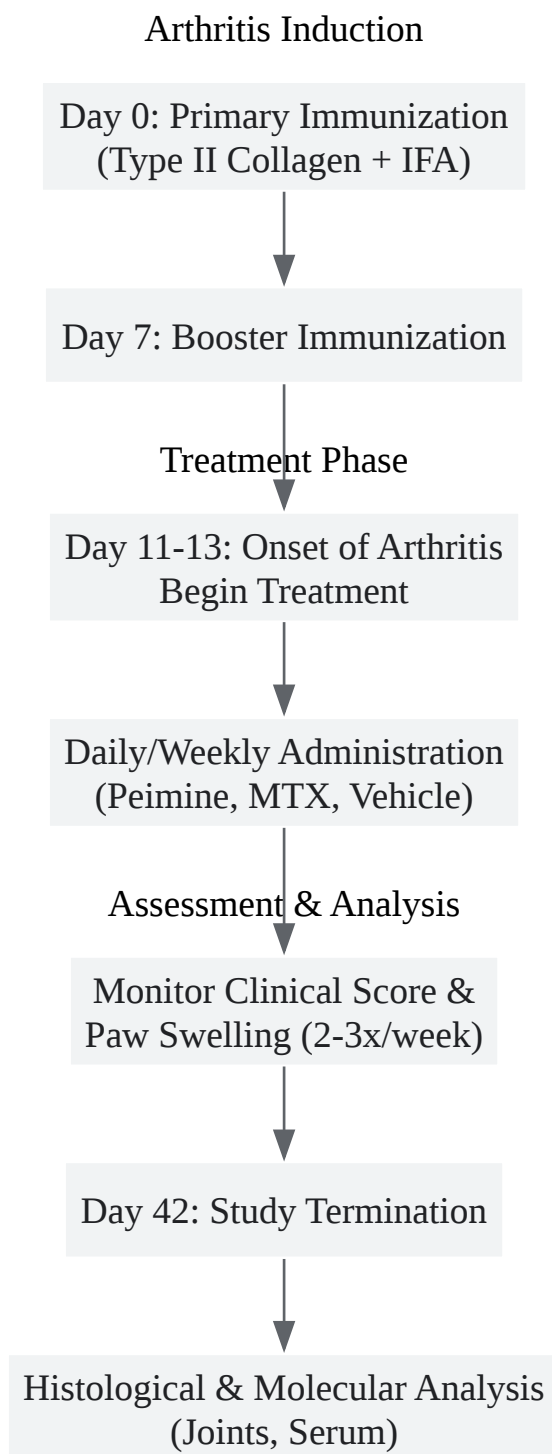 Arthritis Induction
Day 0: Primary Immunization
(Type II Collagen + IFA)
Day 7: Booster Immunization
Treatment Phase
Day 11-13: Onset of Arthritis
Begin Treatment
Daily/Weekly Administration
(Peimine, MTX, Vehicle)
Assessment & Analysis
Monitor Clinical Score &
Paw Swelling (2-3x/week)
Day 42: Study Termination
Histological & Molecular Analysis
(Joints, Serum)